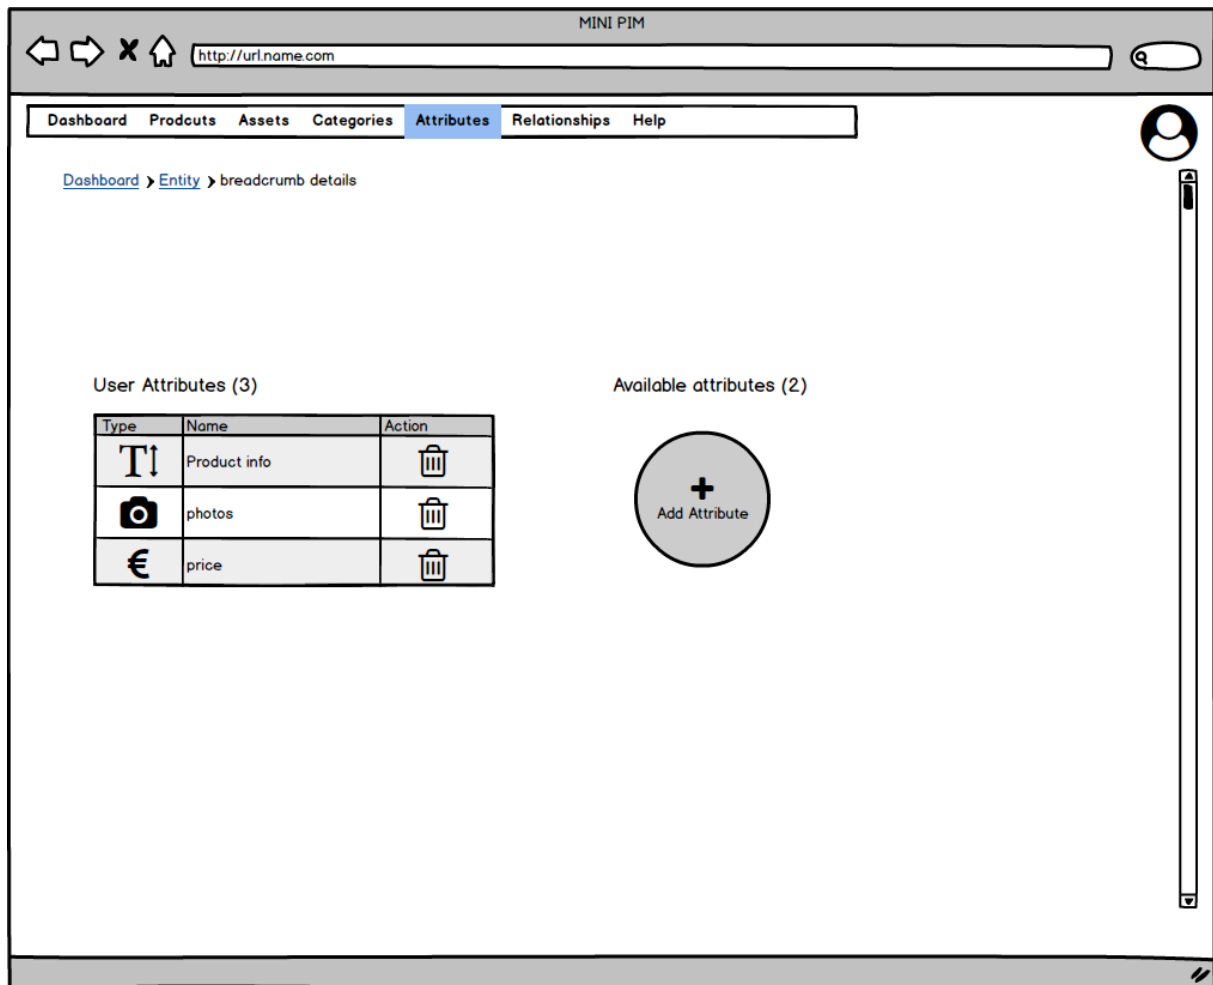 MINI PIM
http://url.name.com
Dashboard Prodcuts Assets Categories Attributes Relationships Help
Dashboard > Entity > breadcrumb details
User Attributes (3)
Available attributes (2)
Type Name Action
Product info
photos
price
Add Attribute